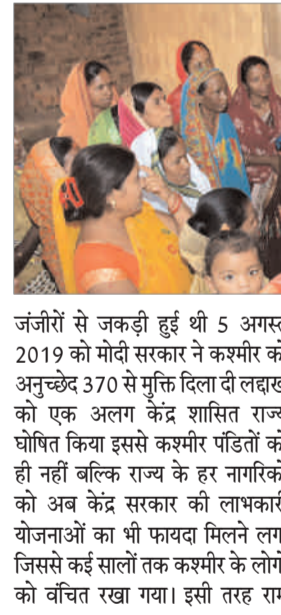 जंजीरों से जकड़ी हुई थी 5 अगस्त
2019 को मोदी सरकार ने कश्मीर को
अनुच्छेद 370 से मुक्ति दिला दी लद्दाख
को एक अलग केंद्र शासित राज्य
घोषित किया इससे कश्मीर पंडितों को
ही नहीं बल्कि राज्य के हर नागरिक
को अब केंद्र सरकार की लाभकारी
योजनाओं का भी फायदा मिलने लग
जिससे कई सालों तक कश्मीर के लोगो
को वंचित रखा गया। इसी तरह राम